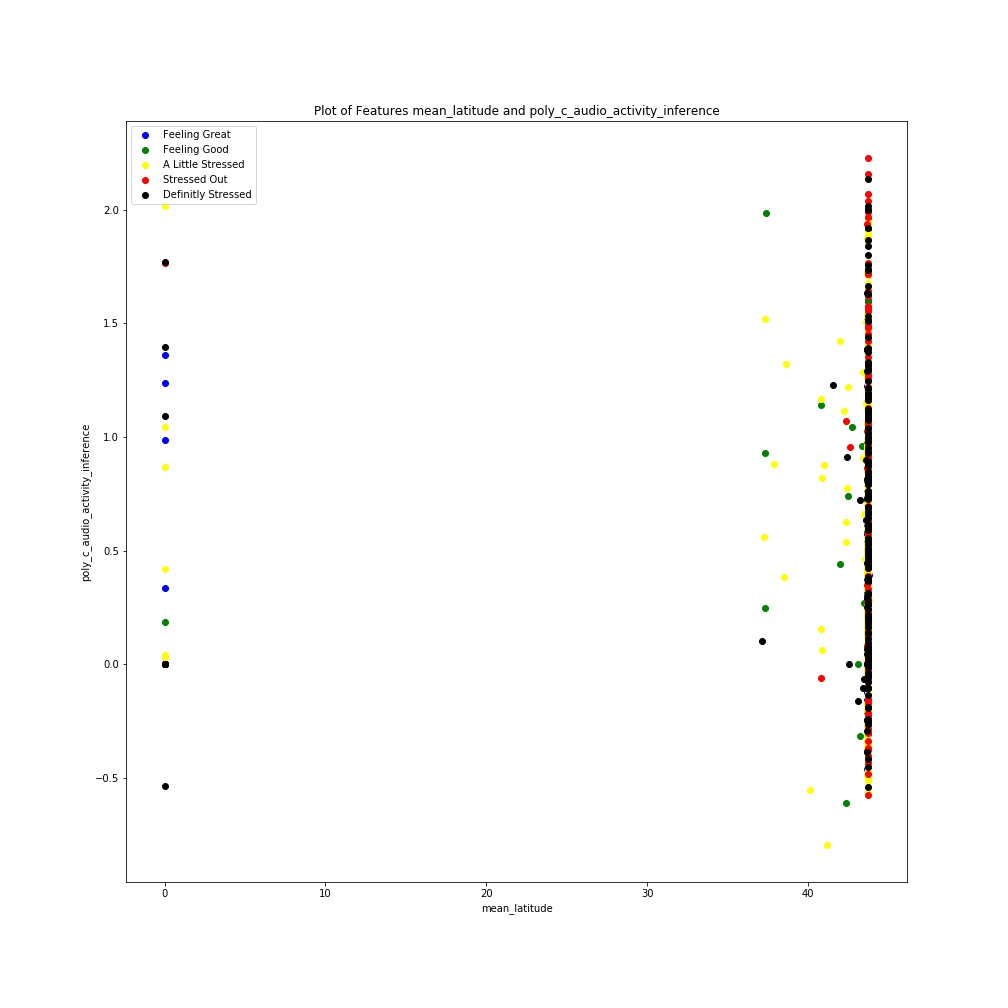 Plot of Features mean_latitude and poly_c_audio_activity_inference
Feeling Great
Feeling Good
A Little Stressed
Stressed Out
Definitly Stressed
poly_c_audio_activity_inference
2.0
1.5
1.0
0.5
0.0
−0.5
0 10 20 30 40
mean_latitude